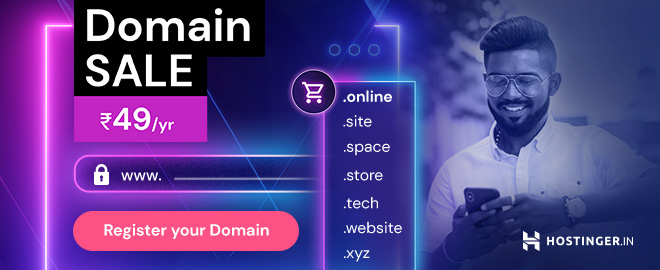 Domain
SALE
₹49/yr
www.
Register your Domain
.online
.site
.space
.store
.tech
.website
.xyz
HOSTINGER.IN